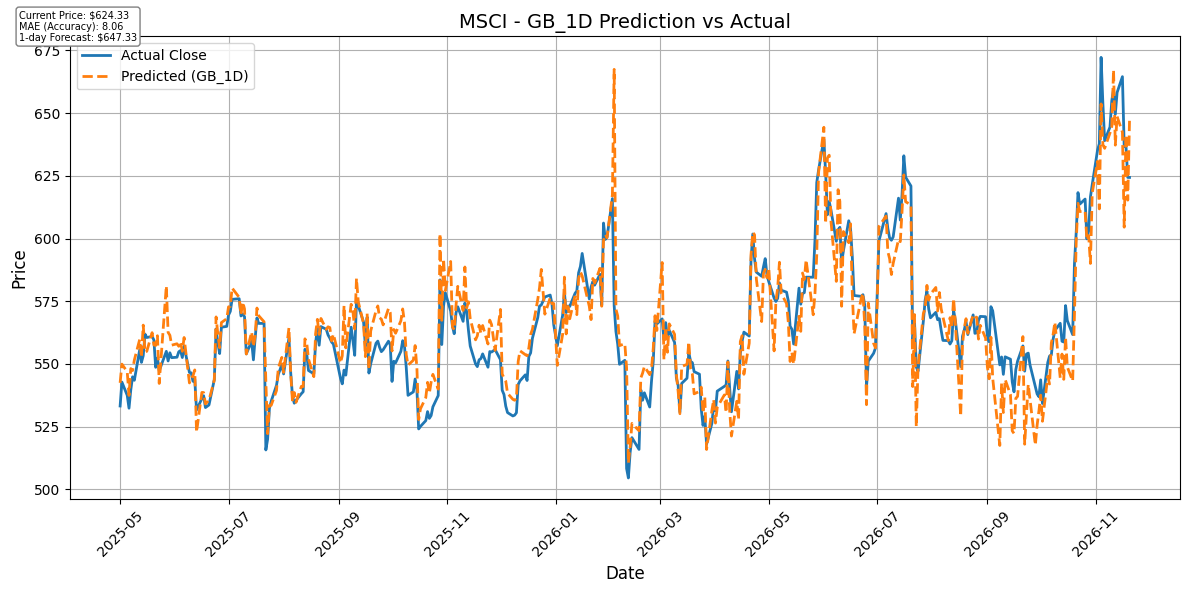 MSCI - GB_1D Prediction vs Actual
Current Price: $624.33
MAE (Accuracy): 8.06
1-day Forecast: $647.33
Actual Close
Predicted (GB_1D)
Price
675
650
625
600
575
550
525
500
2025-05
2025-07
2025-09
2025-11
2026-01
2026-03
2026-05
2026-07
2026-09
2026-11
Date